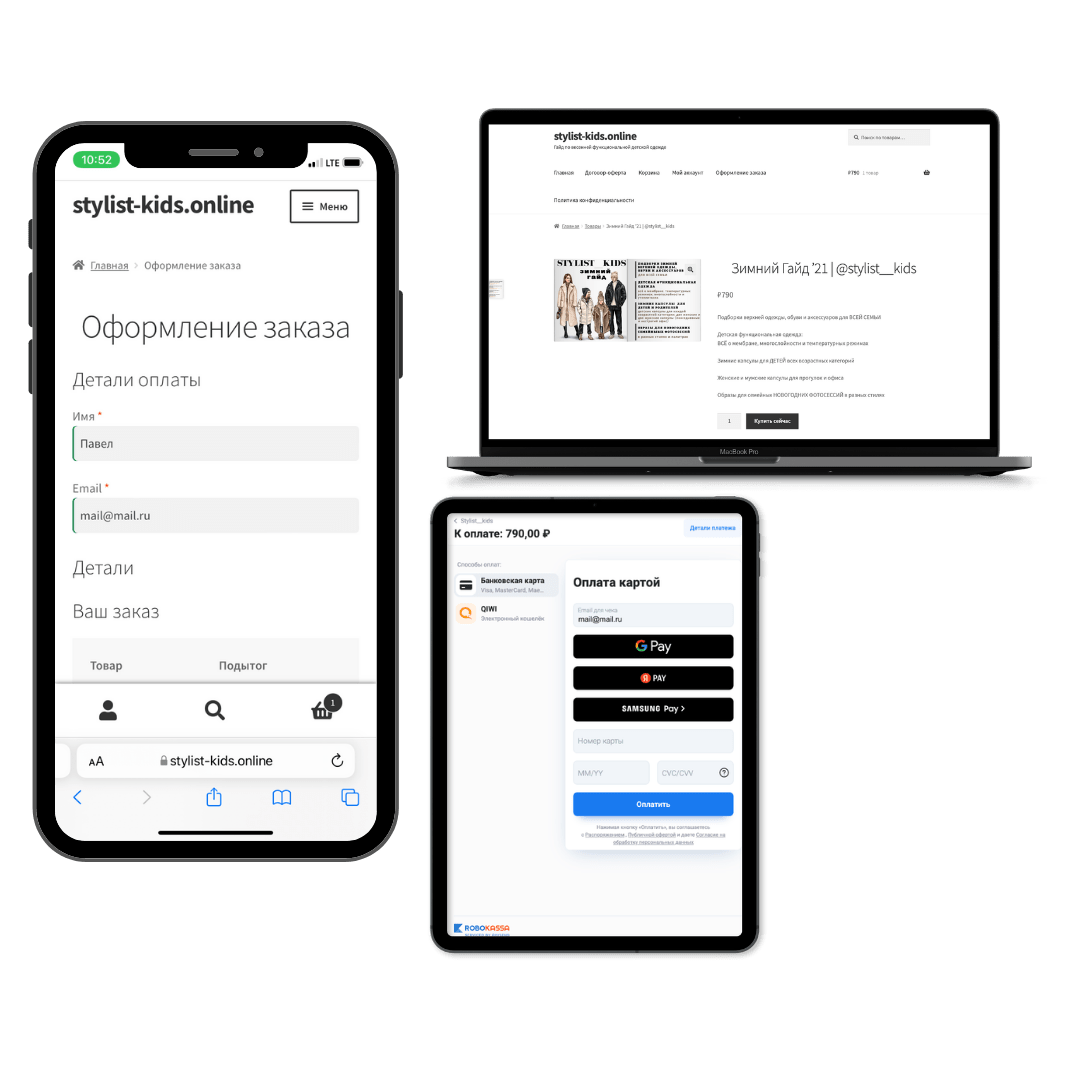 10:52
LTE
stylist-kids.online
Меню
Главная › Оформление заказа
Оформление заказа
Детали оплаты
Имя *
Павел
Email *
mail@mail.ru
Детали
Ваш заказ
Товар Подытог
1
AA stylist-kids.online
stylist-kids.online
Гайд по весенней функциональной детской одежде
Поиск по товарам…
Главная Договор-оферта Корзина Мой аккаунт Оформление заказа
₽790 1 товар
Политика конфиденциальности
Главная › Товары › Зимний Гайд '21 | @stylist__kids
STYLIST KIDS
зимний
гайд
Зимний Гайд '21 | @stylist__kids
₽790
Подборки верхней одежды, обуви и аксессуаров для ВСЕЙ СЕМЬИ
Детская функциональная одежда:
ВСЁ о мембране, многослойности и температурных режимах
Зимние капсулы для ДЕТЕЙ всех возрастных категорий
Женские и мужские капсулы для прогулок и офиса
Образы для семейных НОВОГОДНИХ ФОТОСЕССИЙ в разных стилях
1 Купить сейчас
MacBook Pro
‹ Stylist__kids
К оплате: 790,00 ₽
Детали платежа
Способы оплат:
Банковская карта
Visa, MasterCard, Мае...
QIWI
Электронный кошелёк
Оплата картой
Email для чека
mail@mail.ru
G Pay
Я PAY
SAMSUNG Pay >
Номер карты
MM/YY CVC/CVV ?
Оплатить
Нажимая кнопку «Оплатить», вы соглашаетесь
с Распоряжением, Публичной офертой и даете Согласие на
обработку персональных данных
ROBOKASSA